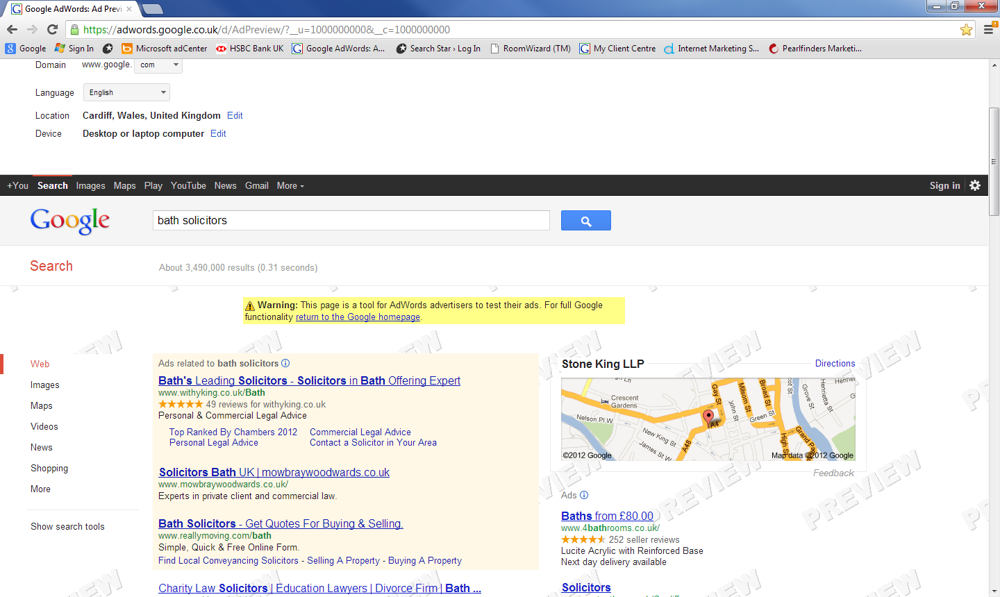 Google AdWords: Ad Previ
https://adwords.google.co.uk/d/AdPreview/?__u=1000000000&__c=1000000000
Google Sign In Microsoft adCenter HSBC Bank UK Google AdWords: A... Search Star › Log In RoomWizard (TM) My Client Centre Internet Marketing S... Pearlfinders Marketi...
Domain www.google. com
Language English
Location Cardiff, Wales, United Kingdom Edit
Device Desktop or laptop computer Edit
+You Search Images Maps Play YouTube News Gmail More Sign in
Google bath solicitors
Search About 3,490,000 results (0.31 seconds)
Warning: This page is a tool for AdWords advertisers to test their ads. For full Google
functionality return to the Google homepage.
Web
Images
Maps
Videos
News
Shopping
More
Show search tools
Ads related to bath solicitors
Bath's Leading Solicitors - Solicitors in Bath Offering Expert
www.withyking.co.uk/Bath
49 reviews for withyking.co.uk
Personal & Commercial Legal Advice
Top Ranked By Chambers 2012 Commercial Legal Advice
Personal Legal Advice Contact a Solicitor in Your Area
Solicitors Bath UK | mowbraywoodwards.co.uk
www.mowbraywoodwards.co.uk/
Experts in private client and commercial law.
Bath Solicitors - Get Quotes For Buying & Selling.
www.reallymoving.com/bath
Simple, Quick & Free Online Form.
Find Local Conveyancing Solicitors - Selling A Property - Buying A Property
Charity Law Solicitors | Education Lawyers | Divorce Firm | Bath ...
Stone King LLP Directions
Crescent
Gardens
Nelson Pl W
New King St
James St W
A48
A4
Gay St
John St
Milsom St
Broad St
Green St
High St
Grove St
Henrietta St
Grand Pa
©2012 Google Map data ©2012 Google
Feedback
Ads
Baths from £80.00
www.4bathrooms.co.uk/
252 seller reviews
Lucite Acrylic with Reinforced Base
Next day delivery available
Solicitors
PREVIEW
PREVIEW
PREVIEW
PREVIEW
PREVIEW
PREVIEW